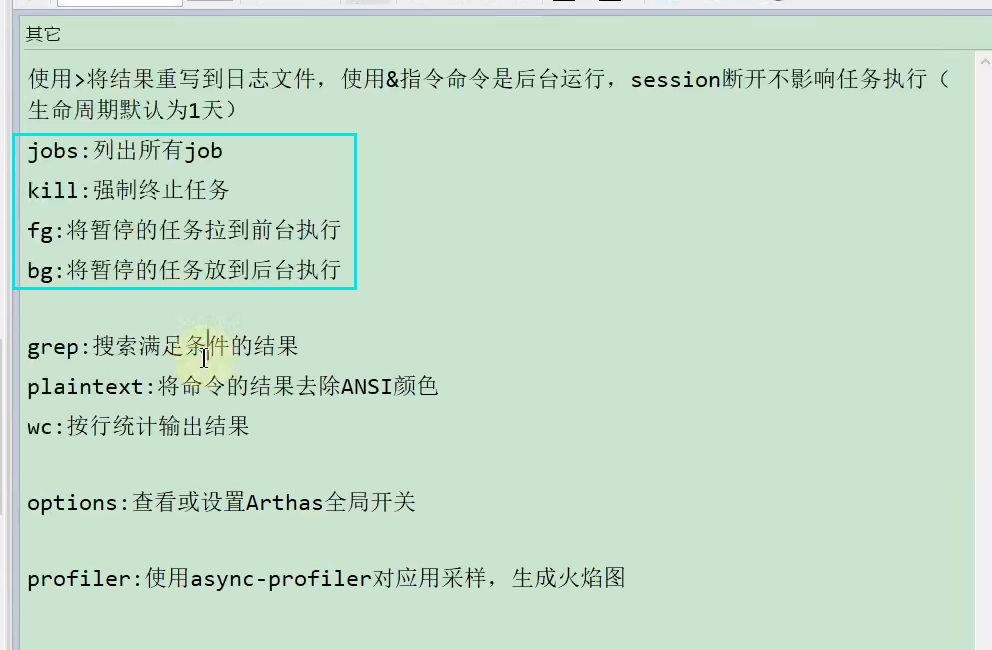 其它
使用>将结果重写到日志文件，使用&指令命令是后台运行，session断开不影响任务执行（
生命周期默认为1天）
jobs:列出所有job
kill:强制终止任务
fg:将暂停的任务拉到前台执行
bg:将暂停的任务放到后台执行
grep:搜索满足条件的结果
plaintext:将命令的结果去除ANSI颜色
wc:按行统计输出结果
options:查看或设置Arthas全局开关
profiler:使用async-profiler对应用采样，生成火焰图